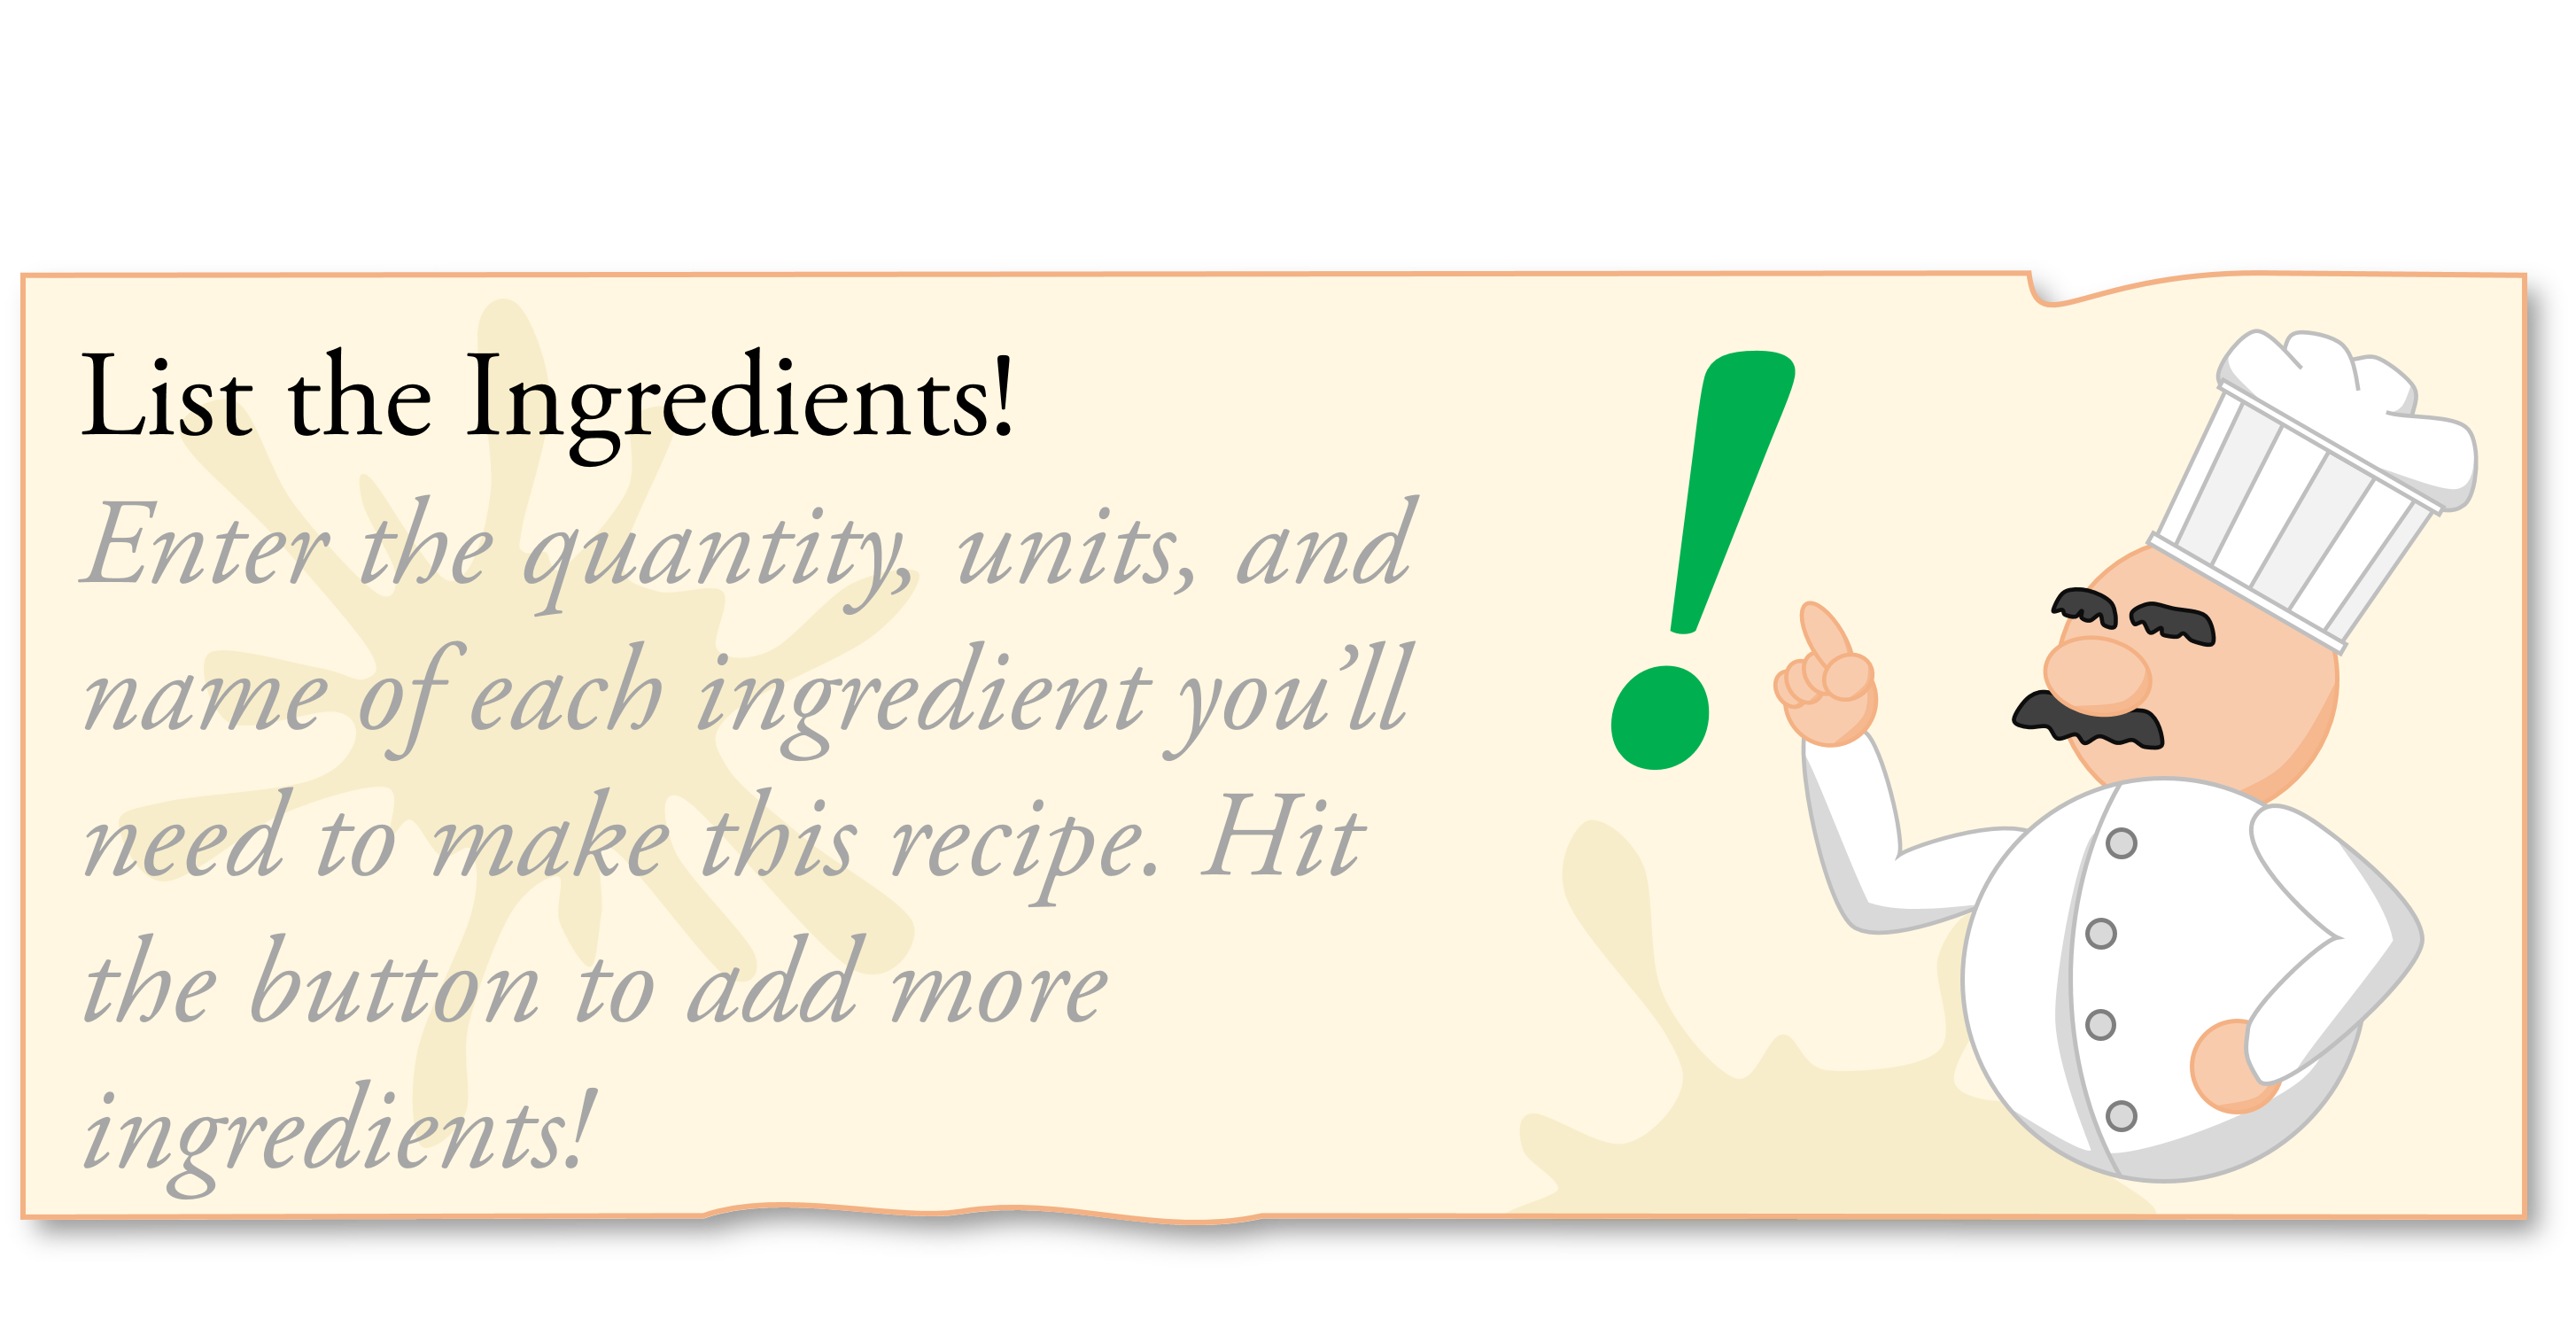 List the Ingredients!
Enter the quantity, units, and
name of each ingredient you’ll
need to make this recipe. Hit
the button to add more
ingredients!
!